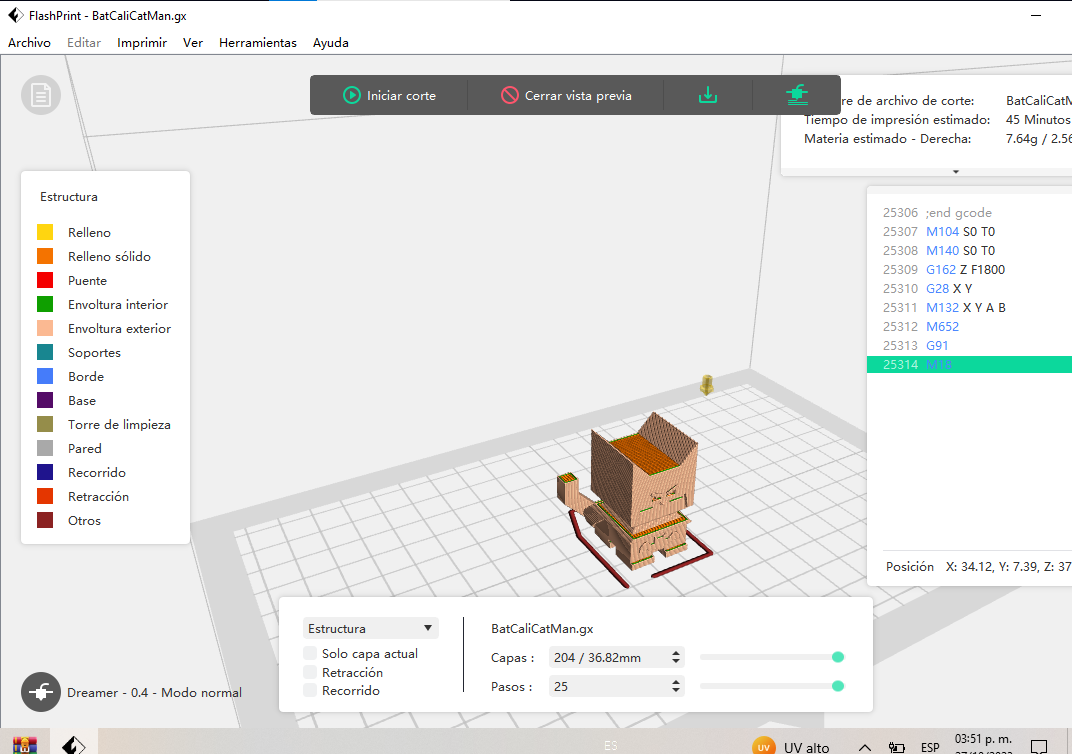 FlashPrint - BatCaliCatMan.gx
Archivo Editar Imprimir Ver Herramientas Ayuda
Iniciar corte Cerrar vista previa
re de archivo de corte: BatCaliCatM
Tiempo de impresión estimado: 45 Minutos
Materia estimado - Derecha: 7.64g / 2.56
Estructura
Relleno
Relleno sólido
Puente
Envoltura interior
Envoltura exterior
Soportes
Borde
Base
Torre de limpieza
Pared
Recorrido
Retracción
Otros
25306 ;end gcode
25307 M104 S0 T0
25308 M140 S0 T0
25309 G162 Z F1800
25310 G28 X Y
25311 M132 X Y A B
25312 M652
25313 G91
25314 M18
Posición X: 34.12, Y: 7.39, Z: 37
Estructura
Solo capa actual
Retracción
Recorrido
BatCaliCatMan.gx
Capas : 204 / 36.82mm
Pasos : 25
Dreamer - 0.4 - Modo normal
ES
UV UV alto
ESP
03:51 p. m.